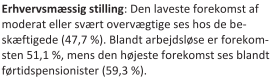 Erhvervsmæssig stilling: Den laveste forekomst af
moderat eller svært overvægtige ses hos de be-
skæftigede (47,7 %). Blandt arbejdsløse er forekom-
sten 51,1 %, mens den højeste forekomst ses blandt
førtidspensionister (59,3 %).